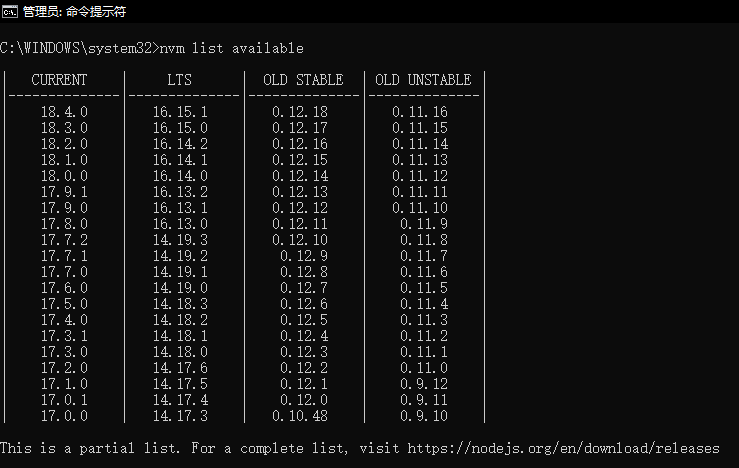 管理员: 命令提示符
C:\WINDOWS\system32>nvm list available
|   CURRENT    |     LTS      |  OLD STABLE  | OLD UNSTABLE |
|--------------|--------------|--------------|--------------|
|    18.4.0    |   16.15.1    |   0.12.18    |   0.11.16    |
|    18.3.0    |   16.15.0    |   0.12.17    |   0.11.15    |
|    18.2.0    |   16.14.2    |   0.12.16    |   0.11.14    |
|    18.1.0    |   16.14.1    |   0.12.15    |   0.11.13    |
|    18.0.0    |   16.14.0    |   0.12.14    |   0.11.12    |
|    17.9.1    |   16.13.2    |   0.12.13    |   0.11.11    |
|    17.9.0    |   16.13.1    |   0.12.12    |   0.11.10    |
|    17.8.0    |   16.13.0    |   0.12.11    |    0.11.9    |
|    17.7.2    |   14.19.3    |   0.12.10    |    0.11.8    |
|    17.7.1    |   14.19.2    |    0.12.9    |    0.11.7    |
|    17.7.0    |   14.19.1    |    0.12.8    |    0.11.6    |
|    17.6.0    |   14.19.0    |    0.12.7    |    0.11.5    |
|    17.5.0    |   14.18.3    |    0.12.6    |    0.11.4    |
|    17.4.0    |   14.18.2    |    0.12.5    |    0.11.3    |
|    17.3.1    |   14.18.1    |    0.12.4    |    0.11.2    |
|    17.3.0    |   14.18.0    |    0.12.3    |    0.11.1    |
|    17.2.0    |   14.17.6    |    0.12.2    |    0.11.0    |
|    17.1.0    |   14.17.5    |    0.12.1    |    0.9.12    |
|    17.0.1    |   14.17.4    |    0.12.0    |    0.9.11    |
|    17.0.0    |   14.17.3    |   0.10.48    |    0.9.10    |
This is a partial list. For a complete list, visit https://nodejs.org/en/download/releases